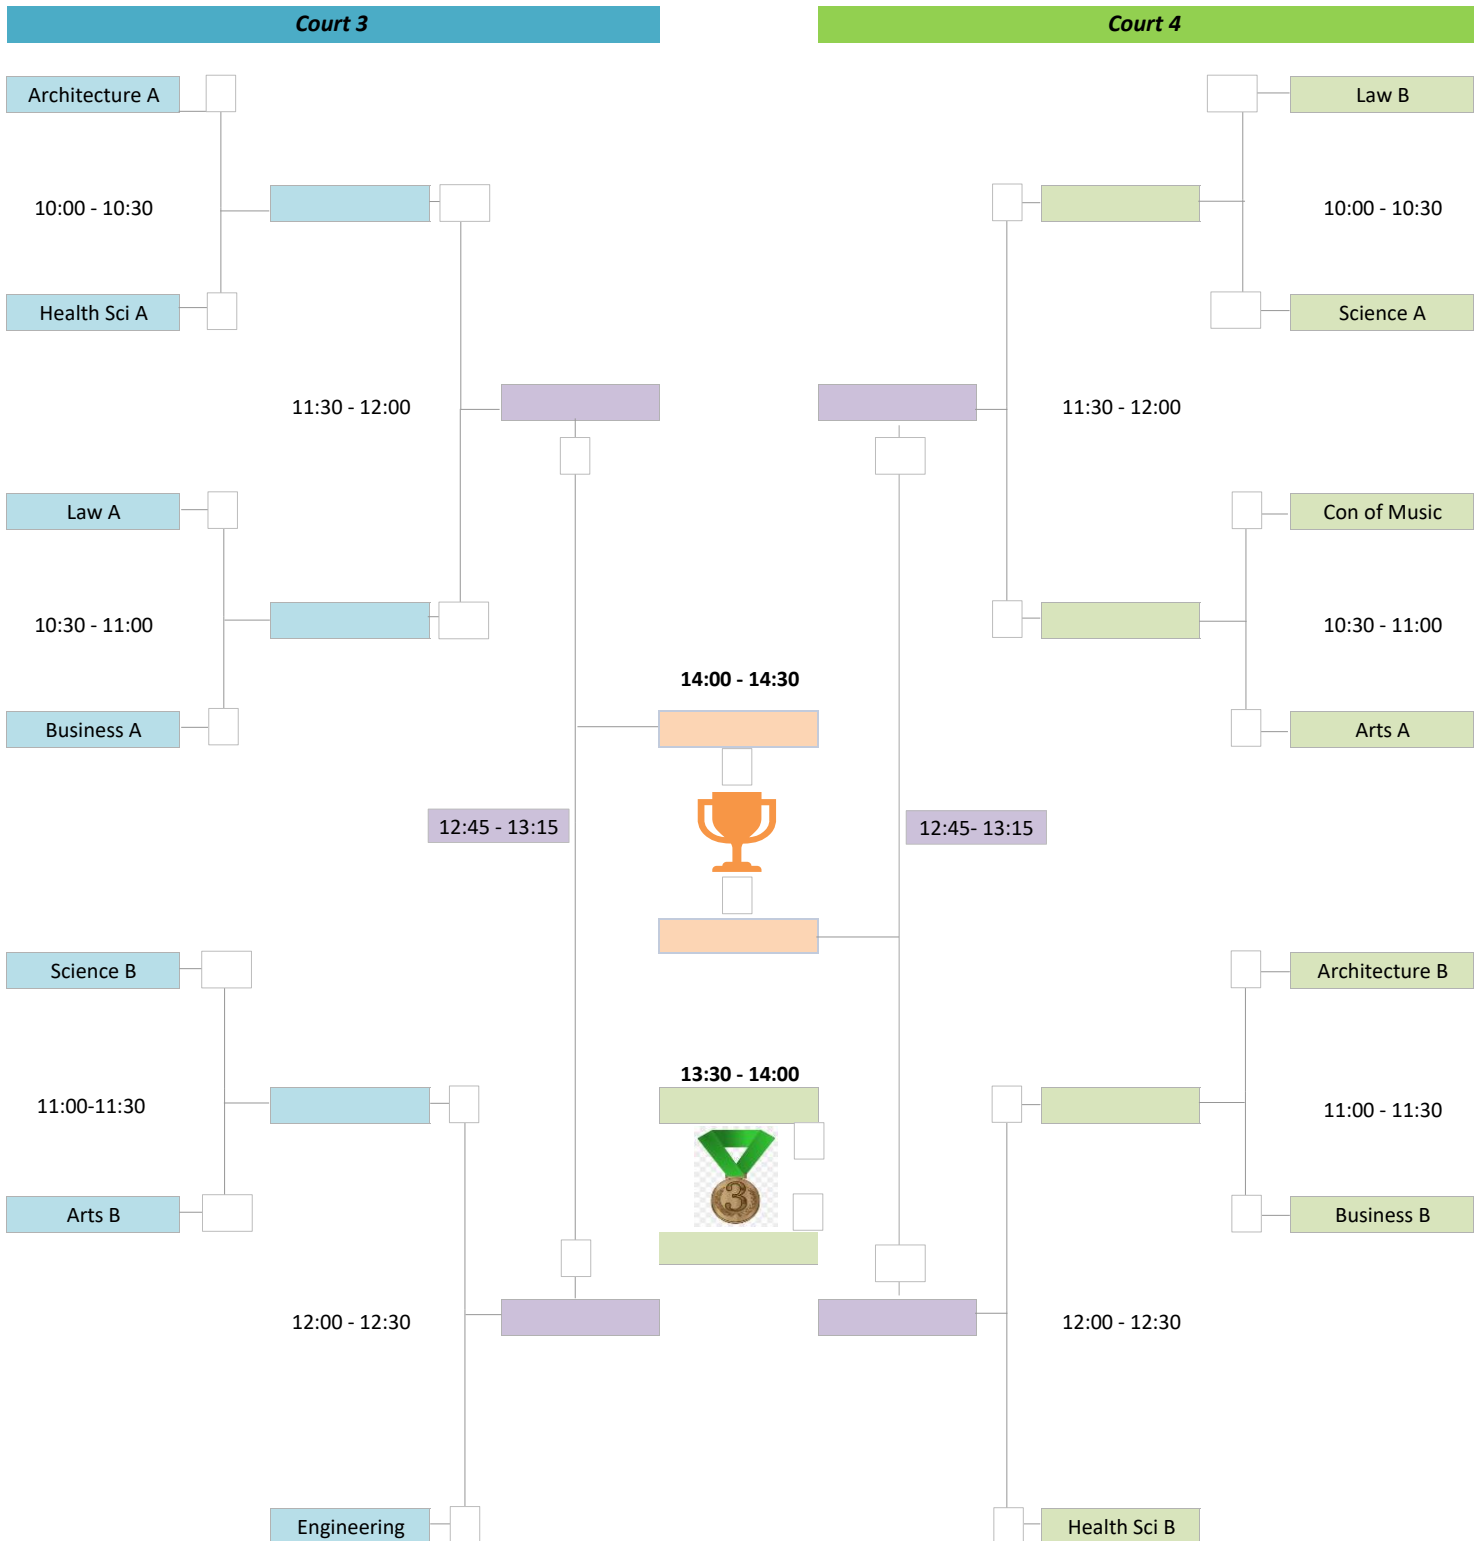 Court 3
Court 4
Architecture A
Law B
10:00 - 10:30
10:00 - 10:30
Health Sci A
Science A
11:30 - 12:00
11:30 - 12:00
Law A
Con of Music
10:30 - 11:00
10:30 - 11:00
14:00 - 14:30
Business A
Arts A
12:45 - 13:15
12:45- 13:15
Science B
Architecture B
13:30 - 14:00
11:00-11:30
11:00 - 11:30
3
Arts B
Business B
12:00 - 12:30
12:00 - 12:30
Engineering
Health Sci B